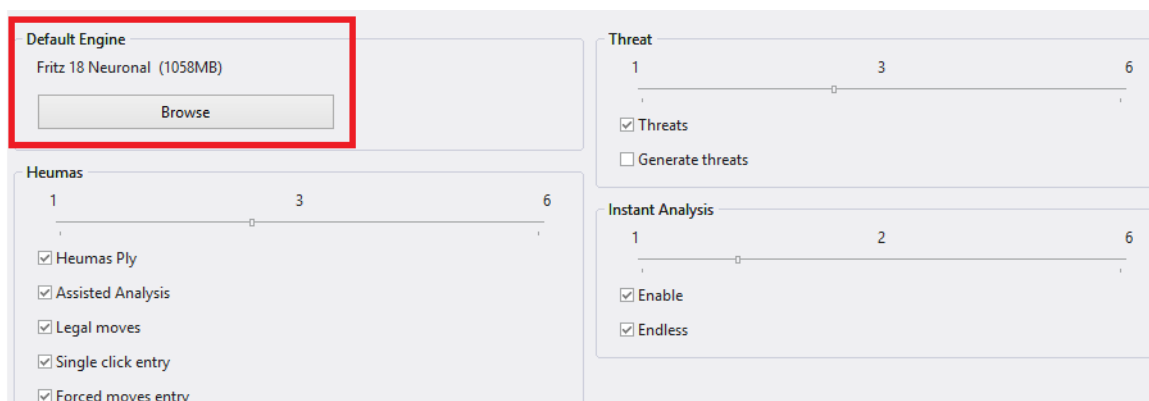 Default Engine
Fritz 18 Neuronal (1058MB)
Browse
Heumas
1 3 6
Heumas Ply
Assisted Analysis
Legal moves
Single click entry
Forced moves entry
Threat
1 3 6
Threats
Generate threats
Instant Analysis
1 2 6
Enable
Endless